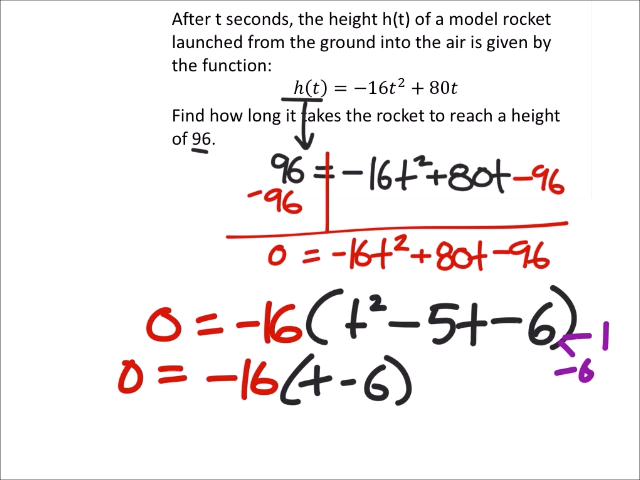 After t seconds, the height h(t) of a model rocket
launched from the ground into the air is given by
the function:
h(t) = −16t² + 80t
Find how long it takes the rocket to reach a height
of 96.
96 = −16t² + 80t − 96
−96
0 = −16t² + 80t − 96
0 = −16(t² − 5t − 6)
−1
−6
0 = −16(t − 6)